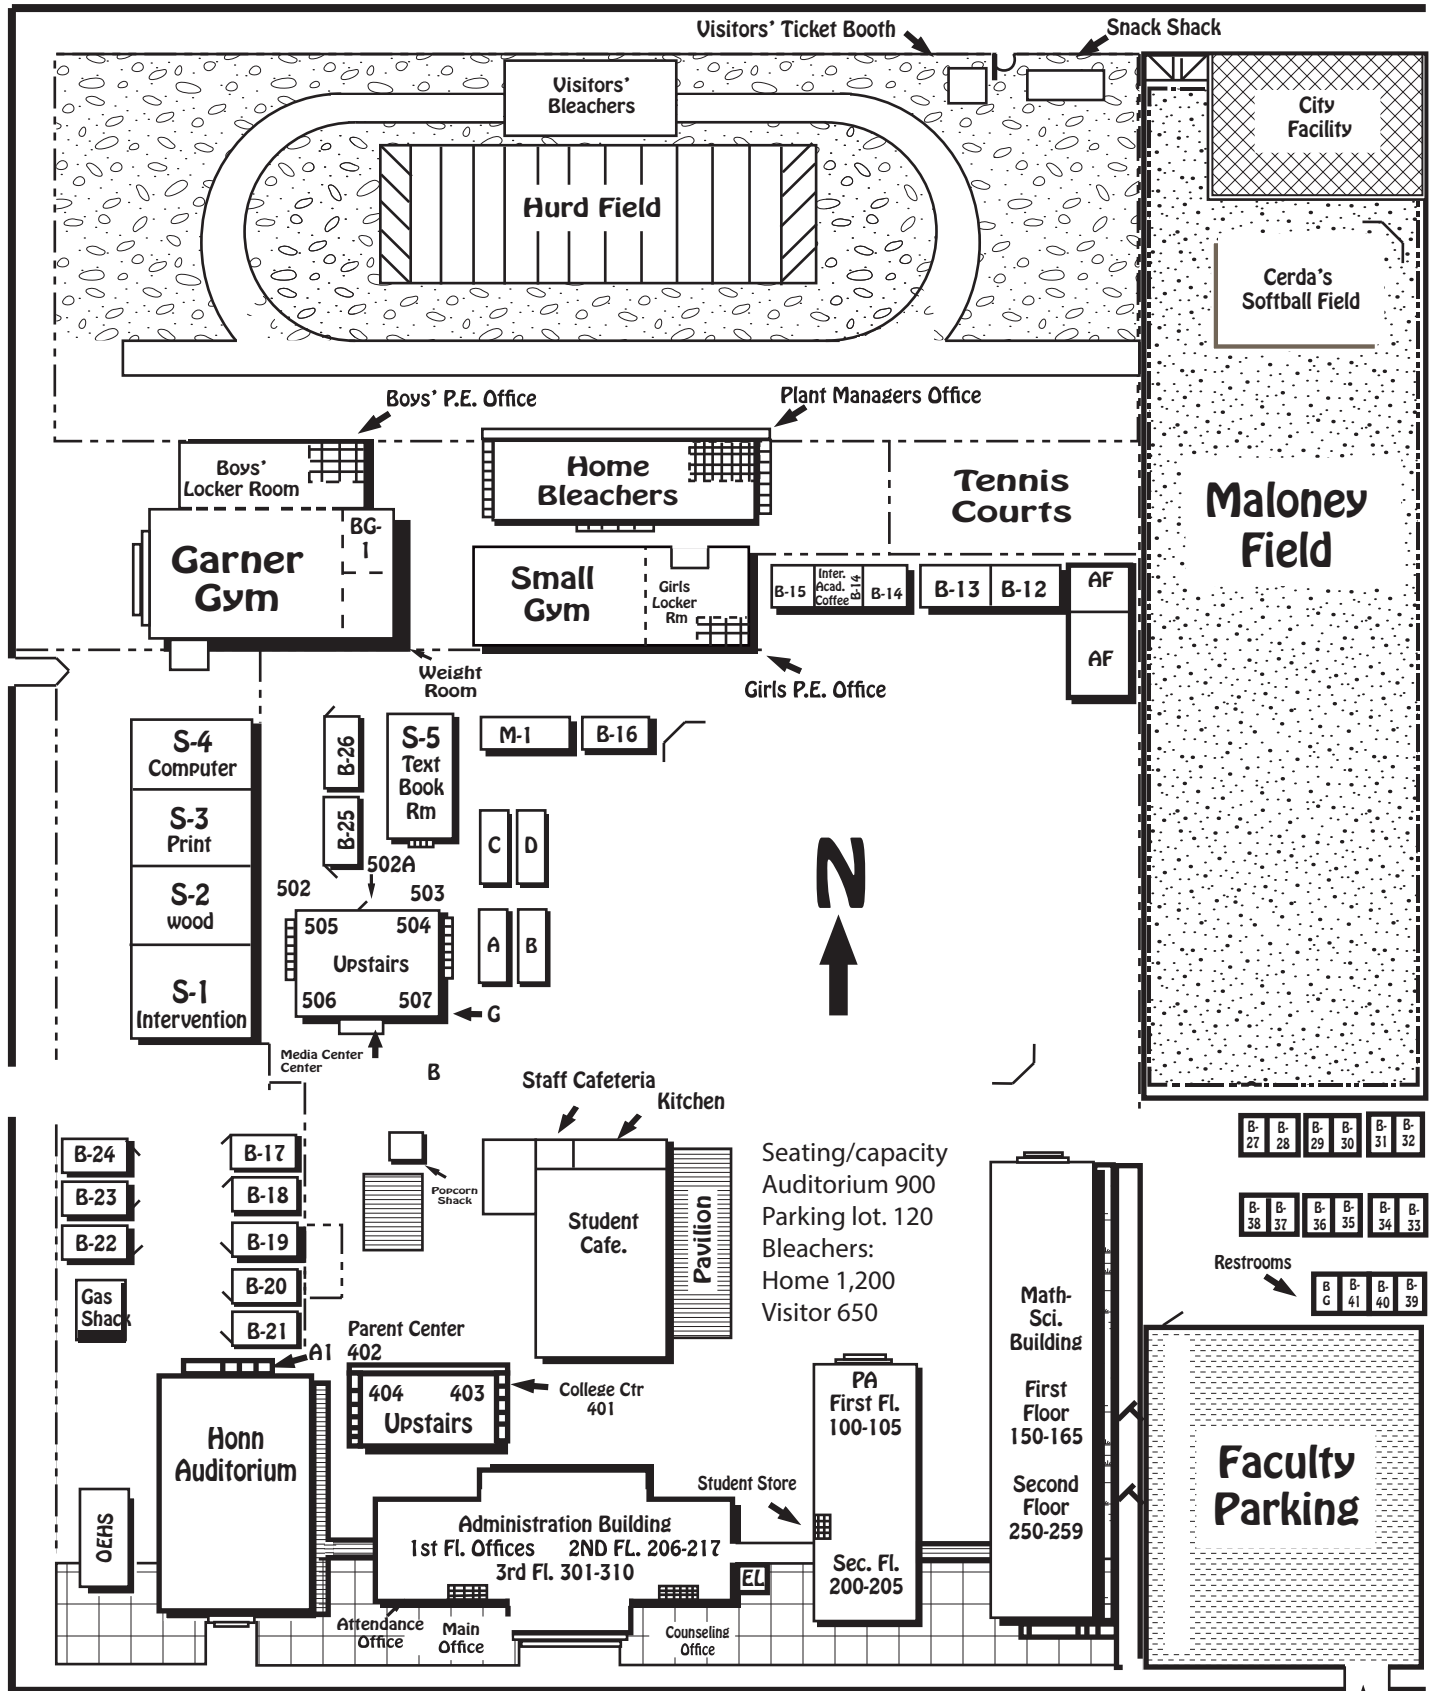 Visitors' Ticket Booth
Snack Shack
Visitors'
Bleachers
City
Facility
Hurd Field
Cerda's
Softball Field
Boys' P.E. Office
Plant Managers Office
Boys'
Locker Room
Home
Bleachers
Tennis
Courts
Maloney
Field
BG-
1
Garner
Gym
Small
Gym
Girls
Locker
Rm
B-15
Inter.
Acad.
Coffee
B-14
B-14
B-13
B-12
AF
AF
Weight
Room
Girls P.E. Office
S-4
Computer
S-3
Print
S-2
wood
S-1
Intervention
B-26
B-25
S-5
Text
Book
Rm
M-1
B-16
C
D
A
B
502A
502
503
505
504
Upstairs
506
507
G
Media Center
Center
B
N
Staff Cafeteria
Kitchen
B-24
B-23
B-22
Gas
Shack
B-17
B-18
B-19
B-20
B-21
Popcorn
Shack
Student
Cafe.
Pavilion
Seating/capacity
Auditorium 900
Parking lot. 120
Bleachers:
Home 1,200
Visitor 650
B-
27
B-
28
B-
29
B-
30
B-
31
B-
32
B-
38
B-
37
B-
36
B-
35
B-
34
B-
33
Restrooms
B
G
B-
41
B-
40
B-
39
Math-
Sci.
Building
First
Floor
150-165
Second
Floor
250-259
A1
Parent Center
402
404
403
Upstairs
College Ctr
401
PA
First Fl.
100-105
Sec. Fl.
200-205
Student Store
Honn
Auditorium
OEHS
Administration Building
1st Fl. Offices 2ND FL. 206-217
3rd Fl. 301-310
EL
Attendance
Office
Main
Office
Counseling
Office
Faculty
Parking